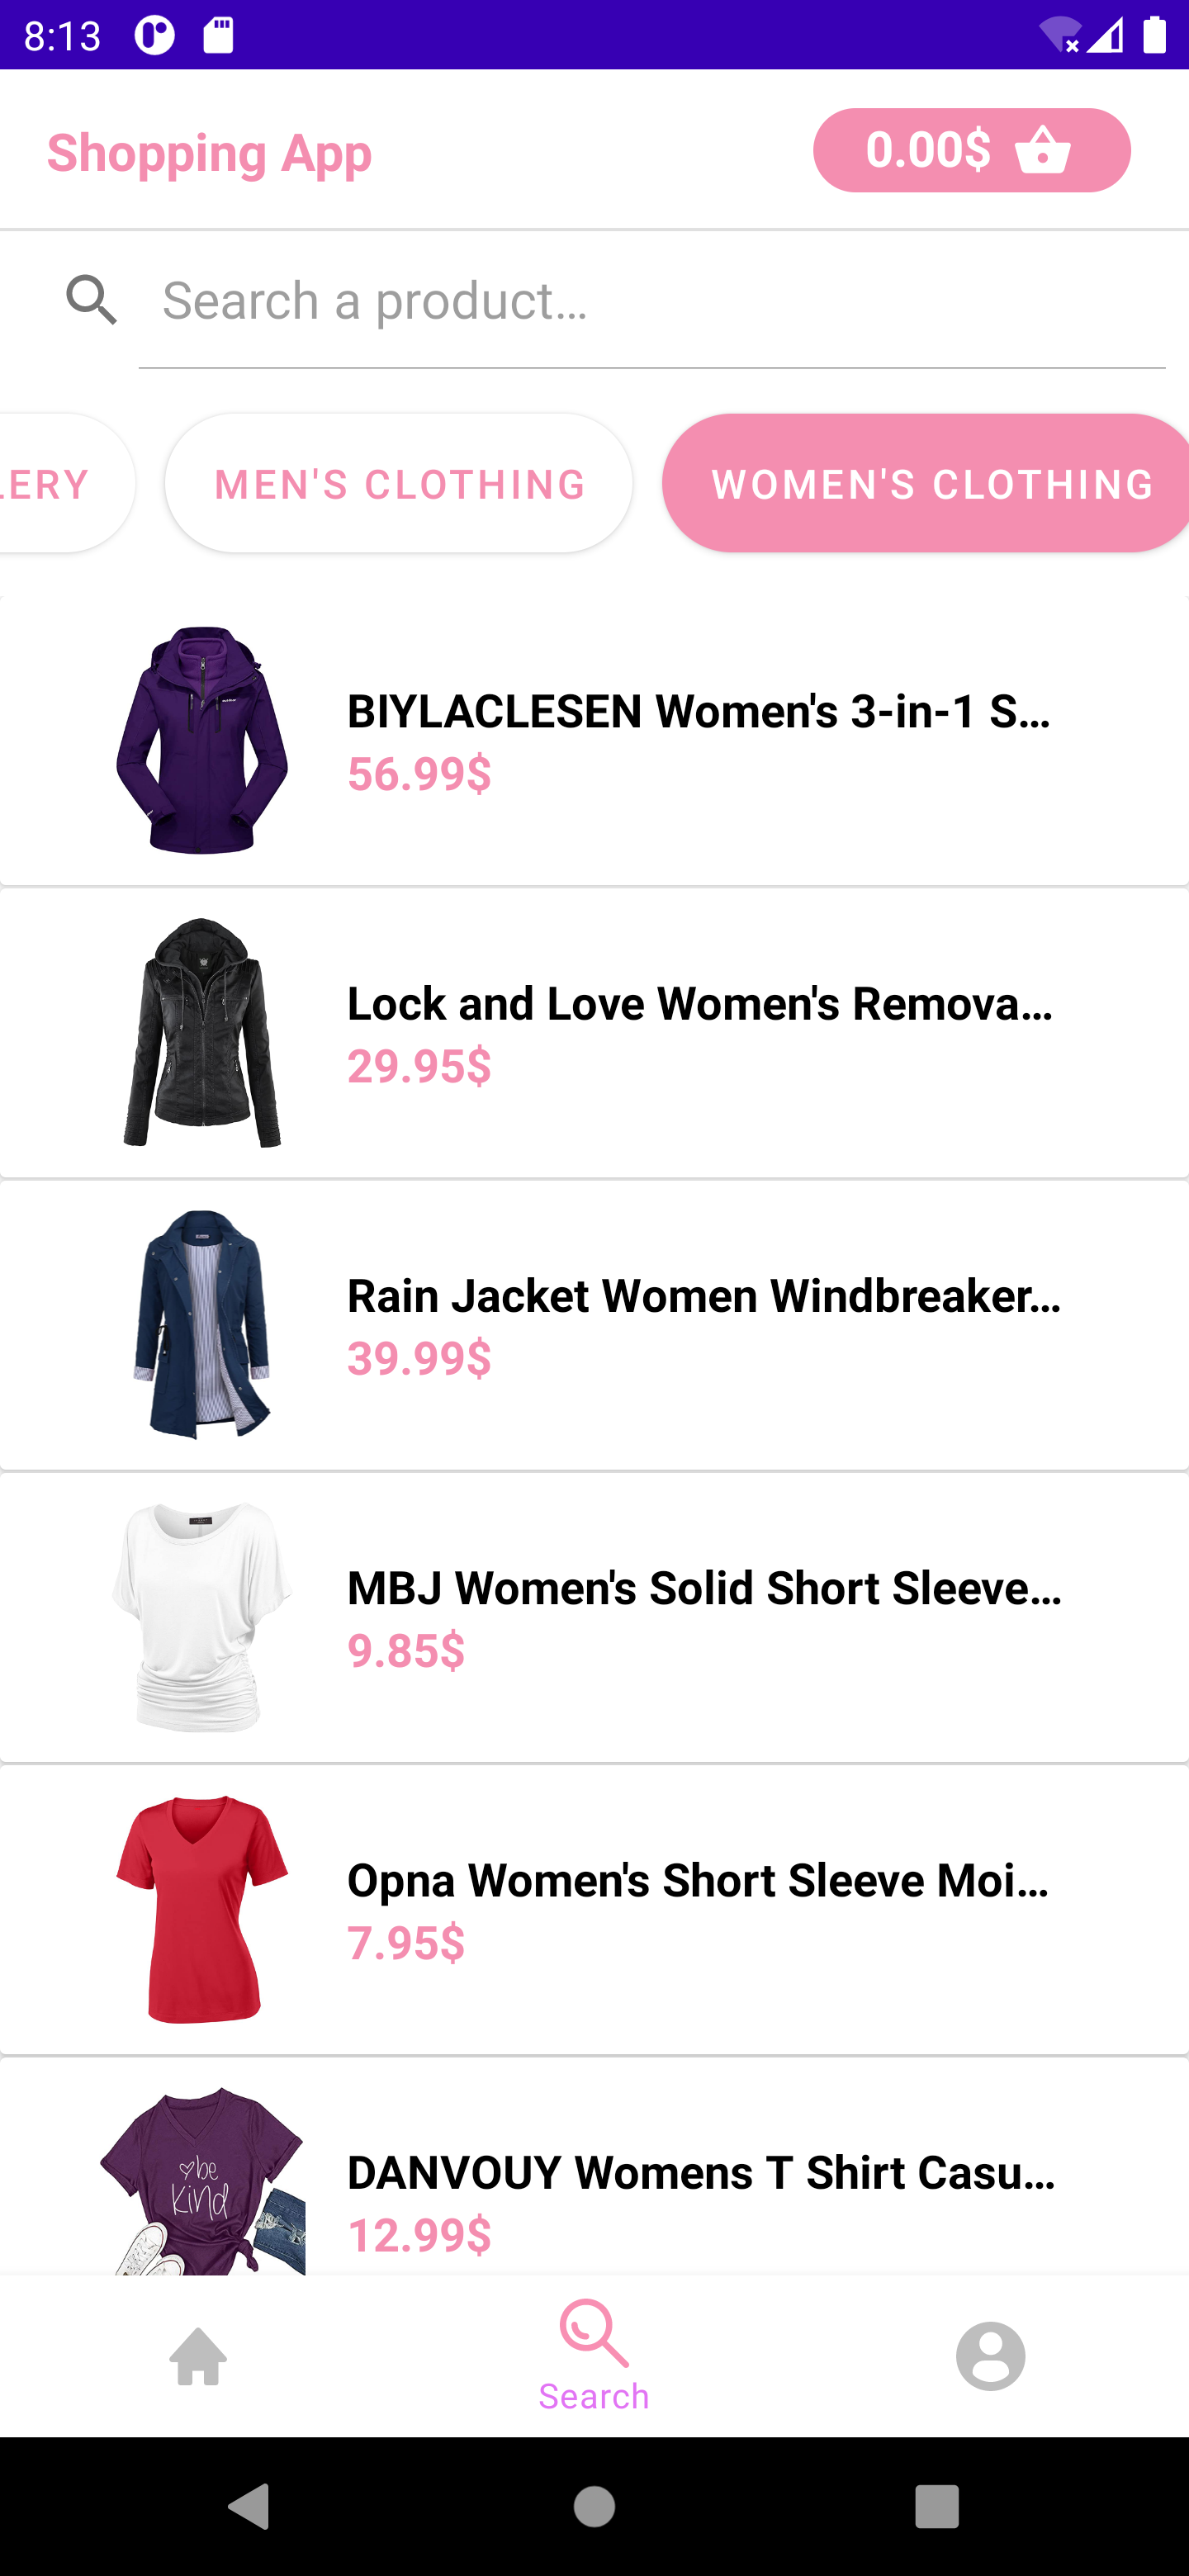 8:13
Shopping App
0.00$
Search a product...
LERY
MEN'S CLOTHING
WOMEN'S CLOTHING
BIYLACLESEN Women's 3-in-1 S...
56.99$
Lock and Love Women's Remova...
29.95$
Rain Jacket Women Windbreaker...
39.99$
MBJ Women's Solid Short Sleeve...
9.85$
Opna Women's Short Sleeve Moi...
7.95$
be
kind
DANVOUY Womens T Shirt Casu...
12.99$
Search